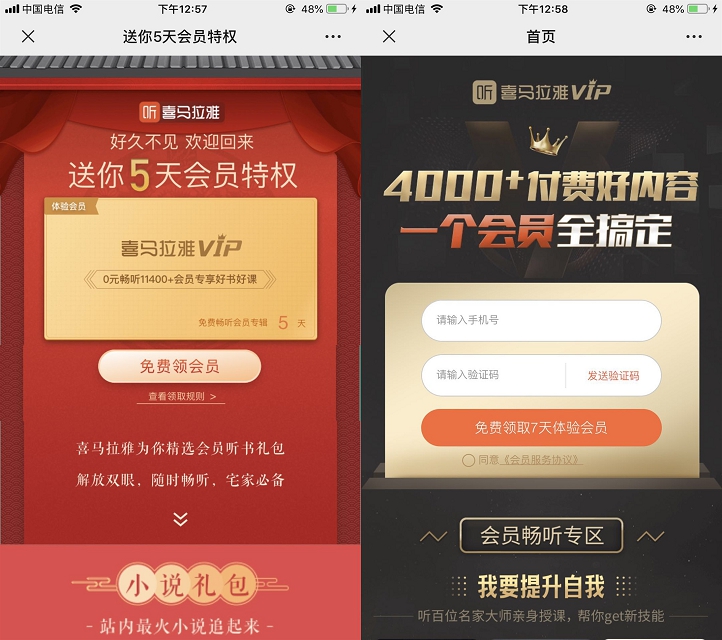 中国电信
下午12:57
48%
送你5天会员特权
听 喜马拉雅
好久不见 欢迎回来
送你5天会员特权
体验会员
喜马拉雅VIP
0元畅听11400+会员专享好书好课
免费畅听会员专辑 5 天
免费领会员
查看领取规则 >
喜马拉雅为你精选会员听书礼包
解放双眼，随时畅听，宅家必备
小说礼包
- 站内最火小说追起来 -
中国电信
下午12:58
48%
首页
听 喜马拉雅VIP
4000+付费好内容
一个会员全搞定
请输入手机号
请输入验证码
发送验证码
免费领取7天体验会员
同意《会员服务协议》
会员畅听专区
我要提升自我
听百位名家大师亲身授课，帮你get新技能